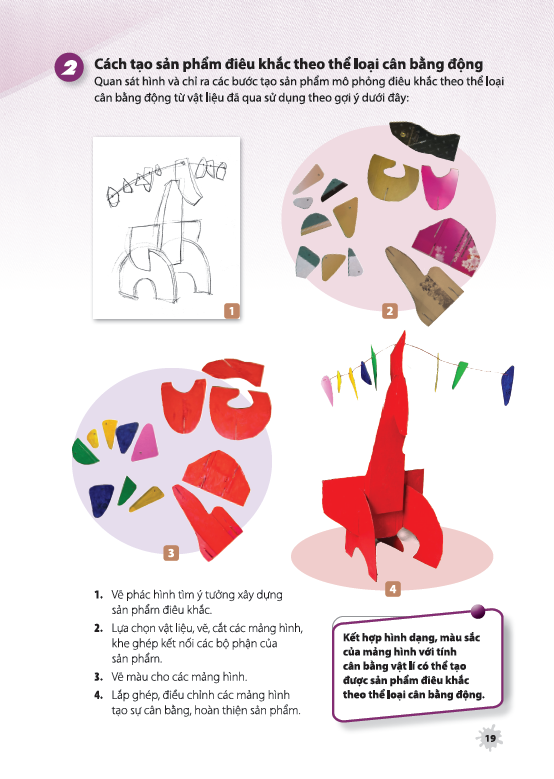 2 Cách tạo sản phẩm điêu khắc theo thể loại cân bằng động
Quan sát hình và chỉ ra các bước tạo sản phẩm mô phỏng điêu khắc theo thể loại
cân bằng động từ vật liệu đã qua sử dụng theo gợi ý dưới đây:
1
2
3
4
1. Vẽ phác hình tìm ý tưởng xây dựng
sản phẩm điêu khắc.
2. Lựa chọn vật liệu, vẽ, cắt các mảng hình,
khe ghép kết nối các bộ phận của
sản phẩm.
3. Vẽ màu cho các mảng hình.
4. Lắp ghép, điều chỉnh các mảng hình
tạo sự cân bằng, hoàn thiện sản phẩm.
Kết hợp hình dạng, màu sắc
của mảng hình với tính
cân bằng vật lí có thể tạo
được sản phẩm điêu khắc
theo thể loại cân bằng động.
19